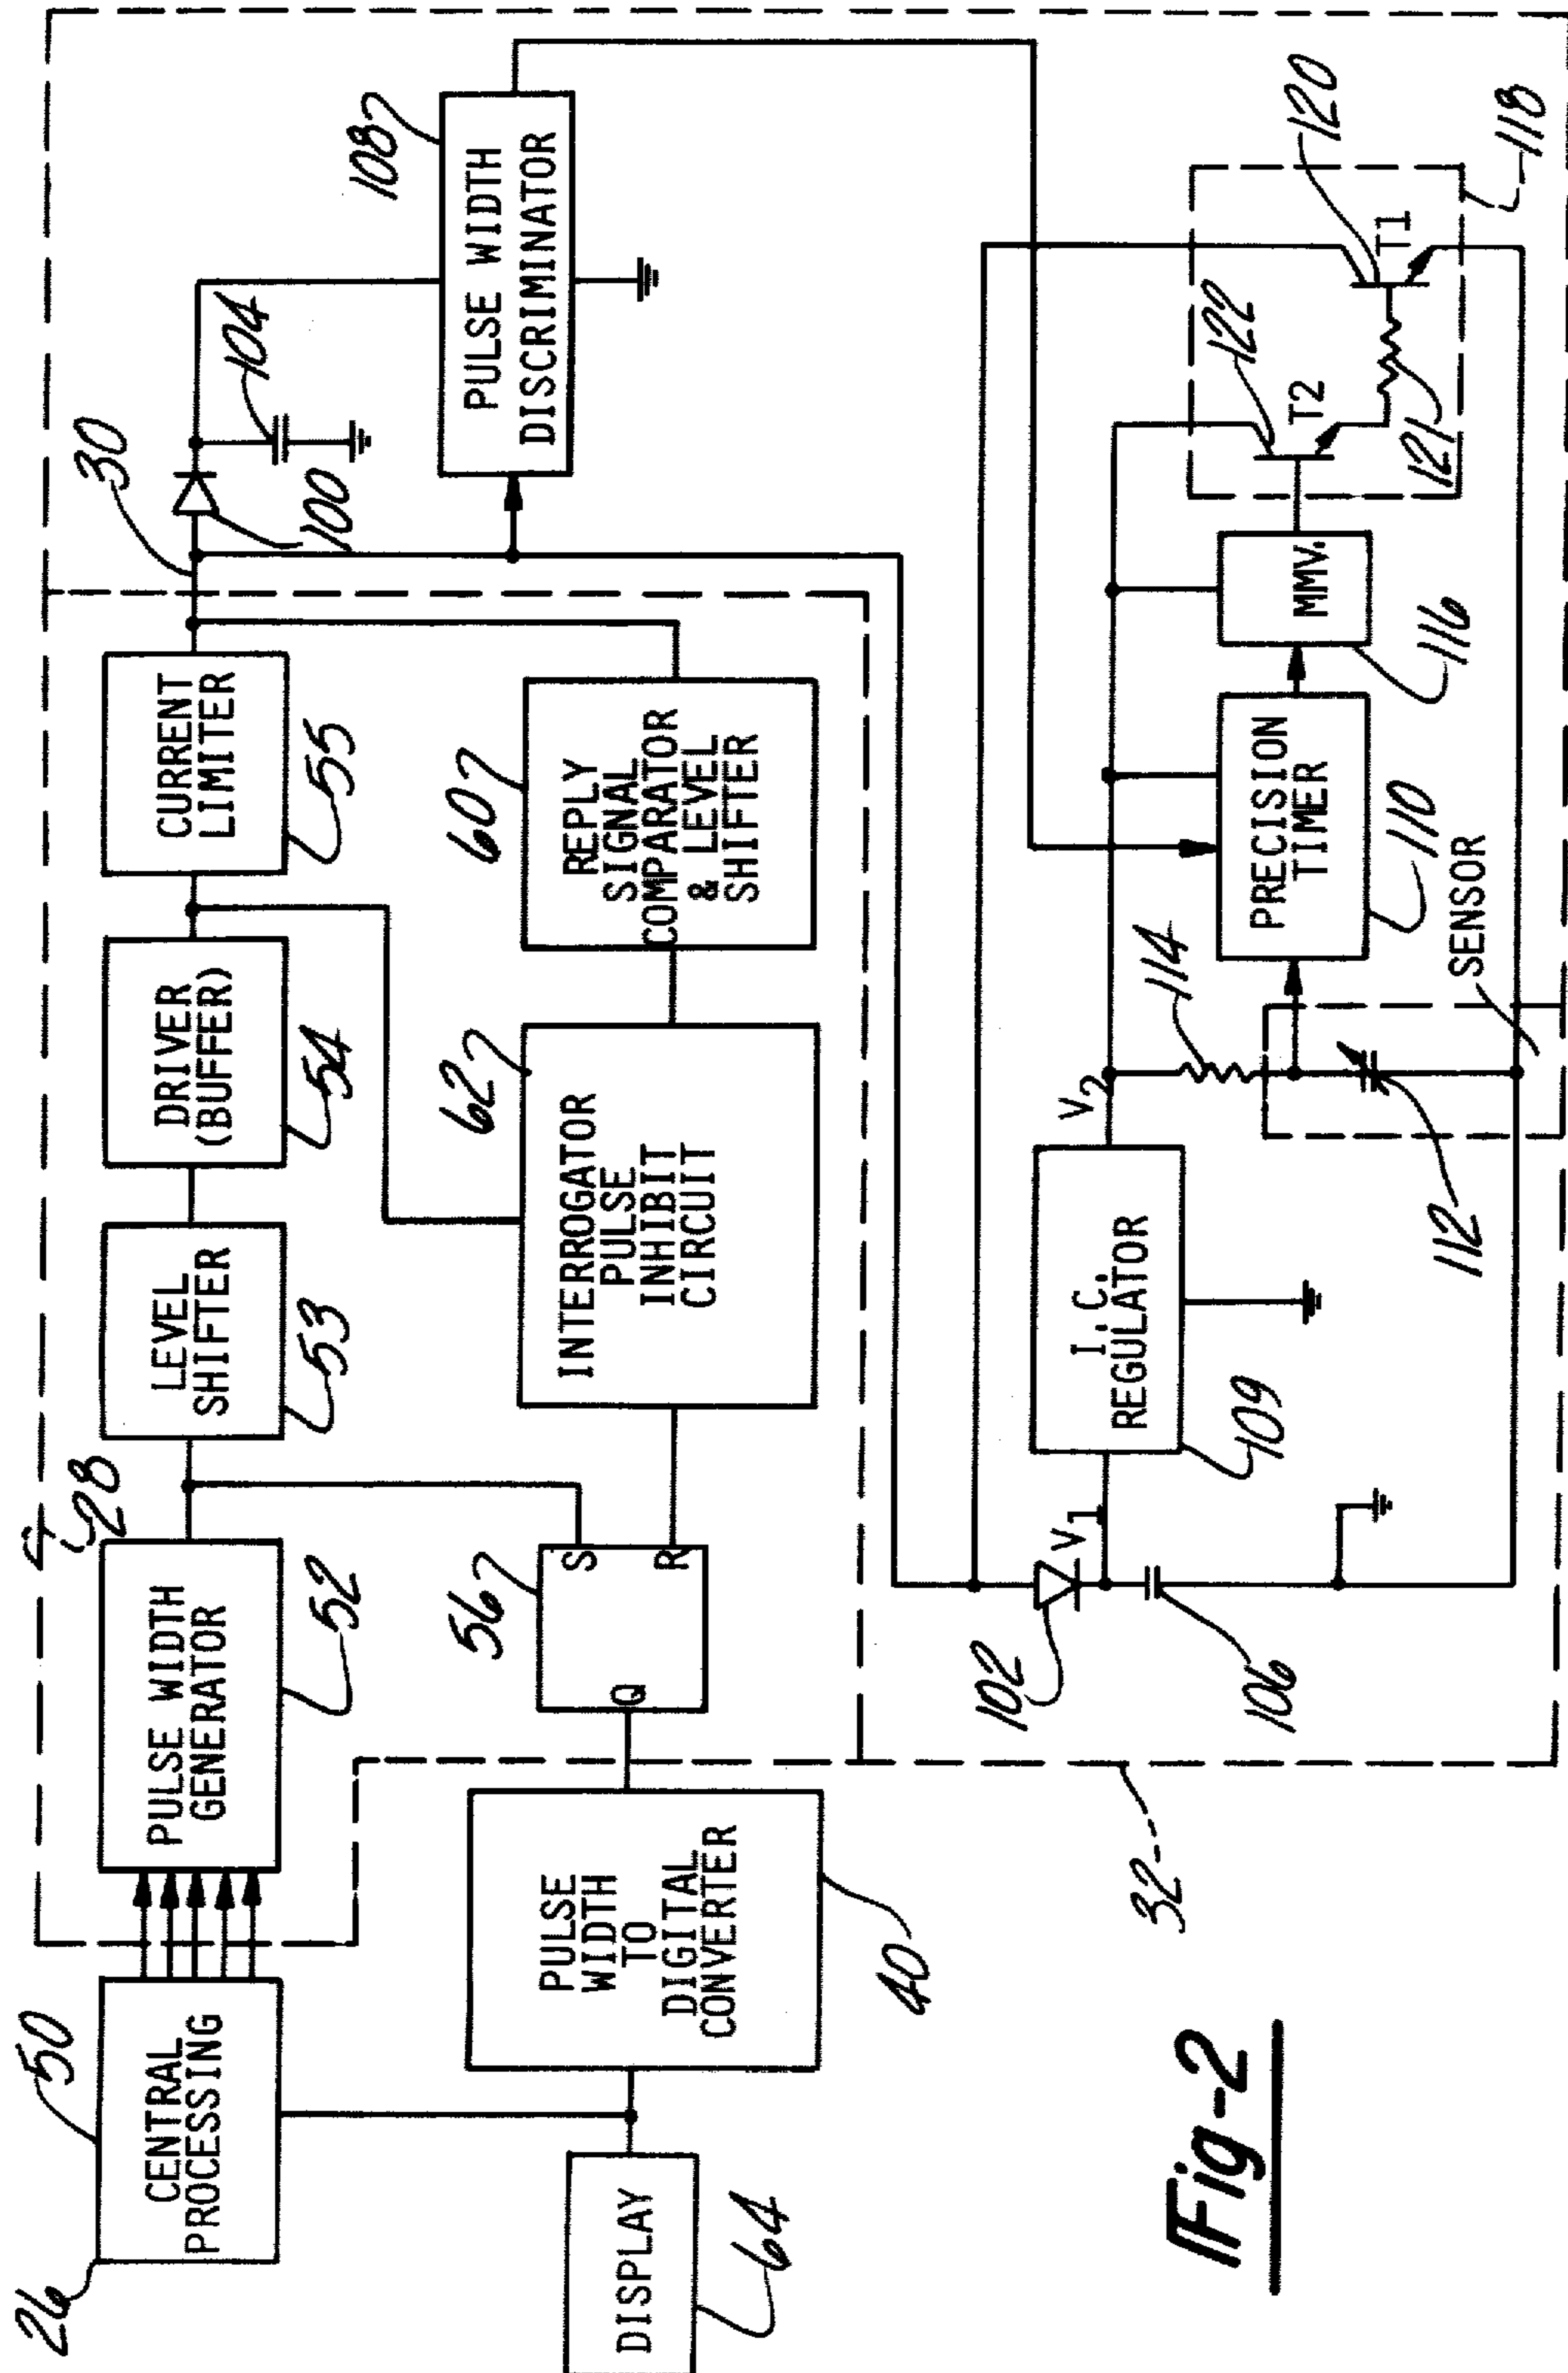 26
50
CENTRAL
PROCESSING
28
PULSE WIDTH
GENERATOR
52
LEVEL
SHIFTER
53
DRIVER
(BUFFER)
54
CURRENT
LIMITER
55
30
100
104
PULSE WIDTH
DISCRIMINATOR
108
DISPLAY
64
PULSE
WIDTH
TO
DIGITAL
CONVERTER
40
56
Q
S
R
INTERROGATOR
PULSE
INHIBIT
CIRCUIT
62
REPLY
SIGNAL
COMPARATOR
& LEVEL
SHIFTER
60
32
102
V1
106
I.C.
REGULATOR
109
V2
114
112
SENSOR
PRECISION
TIMER
110
MMV.
116
122
T2
121
120
T1
118
Fig-2